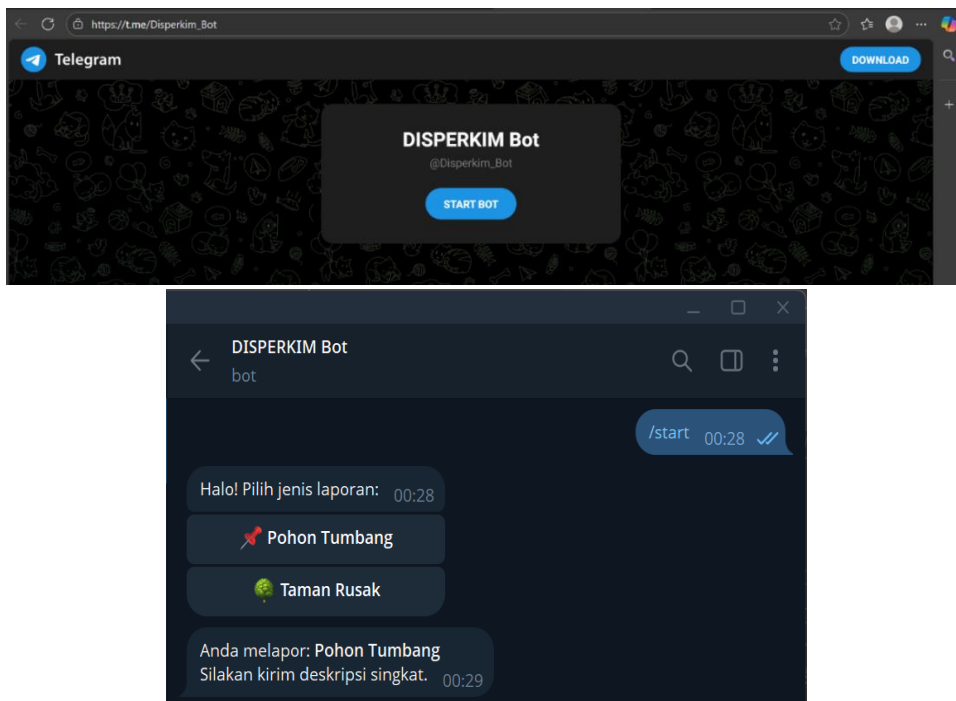 https://t.me/Disperkim_Bot
Telegram
DOWNLOAD
DISPERKIM Bot
@Disperkim_Bot
START BOT
DISPERKIM Bot
bot
/start 00:28
Halo! Pilih jenis laporan: 00:28
Pohon Tumbang
Taman Rusak
Anda melapor: Pohon Tumbang
Silakan kirim deskripsi singkat. 00:29